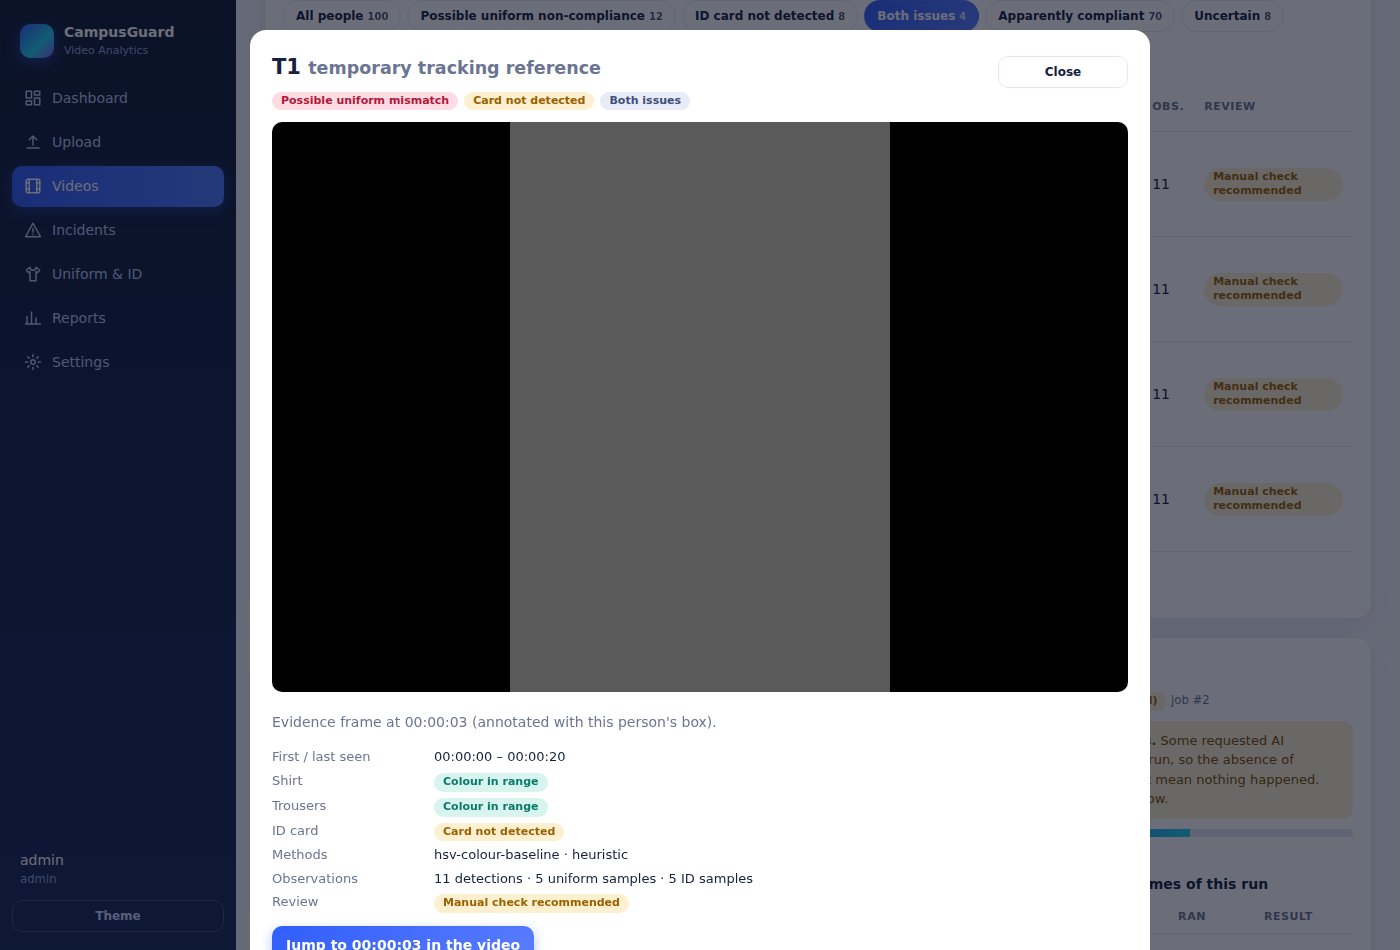 CampusGuard
Video Analytics
Dashboard
Upload
Videos
Incidents
Uniform & ID
Reports
Settings
admin
admin
Theme
All people 100
Possible uniform non-compliance 12
ID card not detected 8
Both issues 4
Apparently compliant 70
Uncertain 8
T1 temporary tracking reference
Close
Possible uniform mismatch
Card not detected
Both issues
Evidence frame at 00:00:03 (annotated with this person's box).
First / last seen 00:00:00 – 00:00:20
Shirt Colour in range
Trousers Colour in range
ID card Card not detected
Methods hsv-colour-baseline · heuristic
Observations 11 detections · 5 uniform samples · 5 ID samples
Review Manual check recommended
Jump to 00:00:03 in the video
OBS. REVIEW
11 Manual check
recommended
11 Manual check
recommended
11 Manual check
recommended
11 Manual check
recommended
job #2
Some requested AI
run, so the absence of
mean nothing happened.
of this run
RAN RESULT